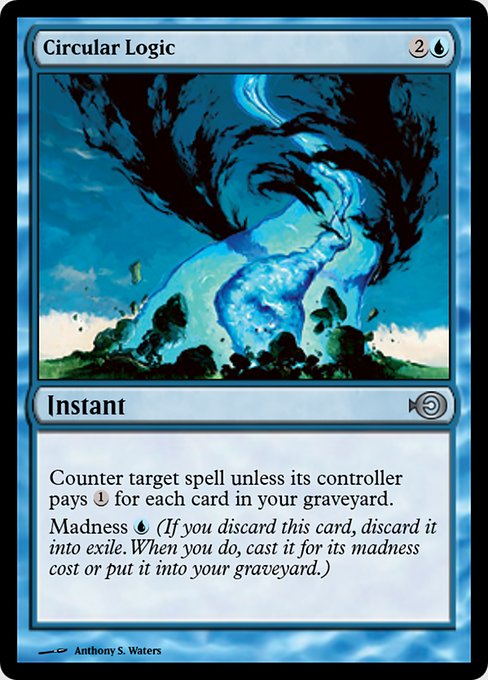 Circular Logic 2
Instant
Counter target spell unless its controller
pays 1 for each card in your graveyard.
Madness (If you discard this card, discard it
into exile. When you do, cast it for its madness
cost or put it into your graveyard.)
Anthony S. Waters